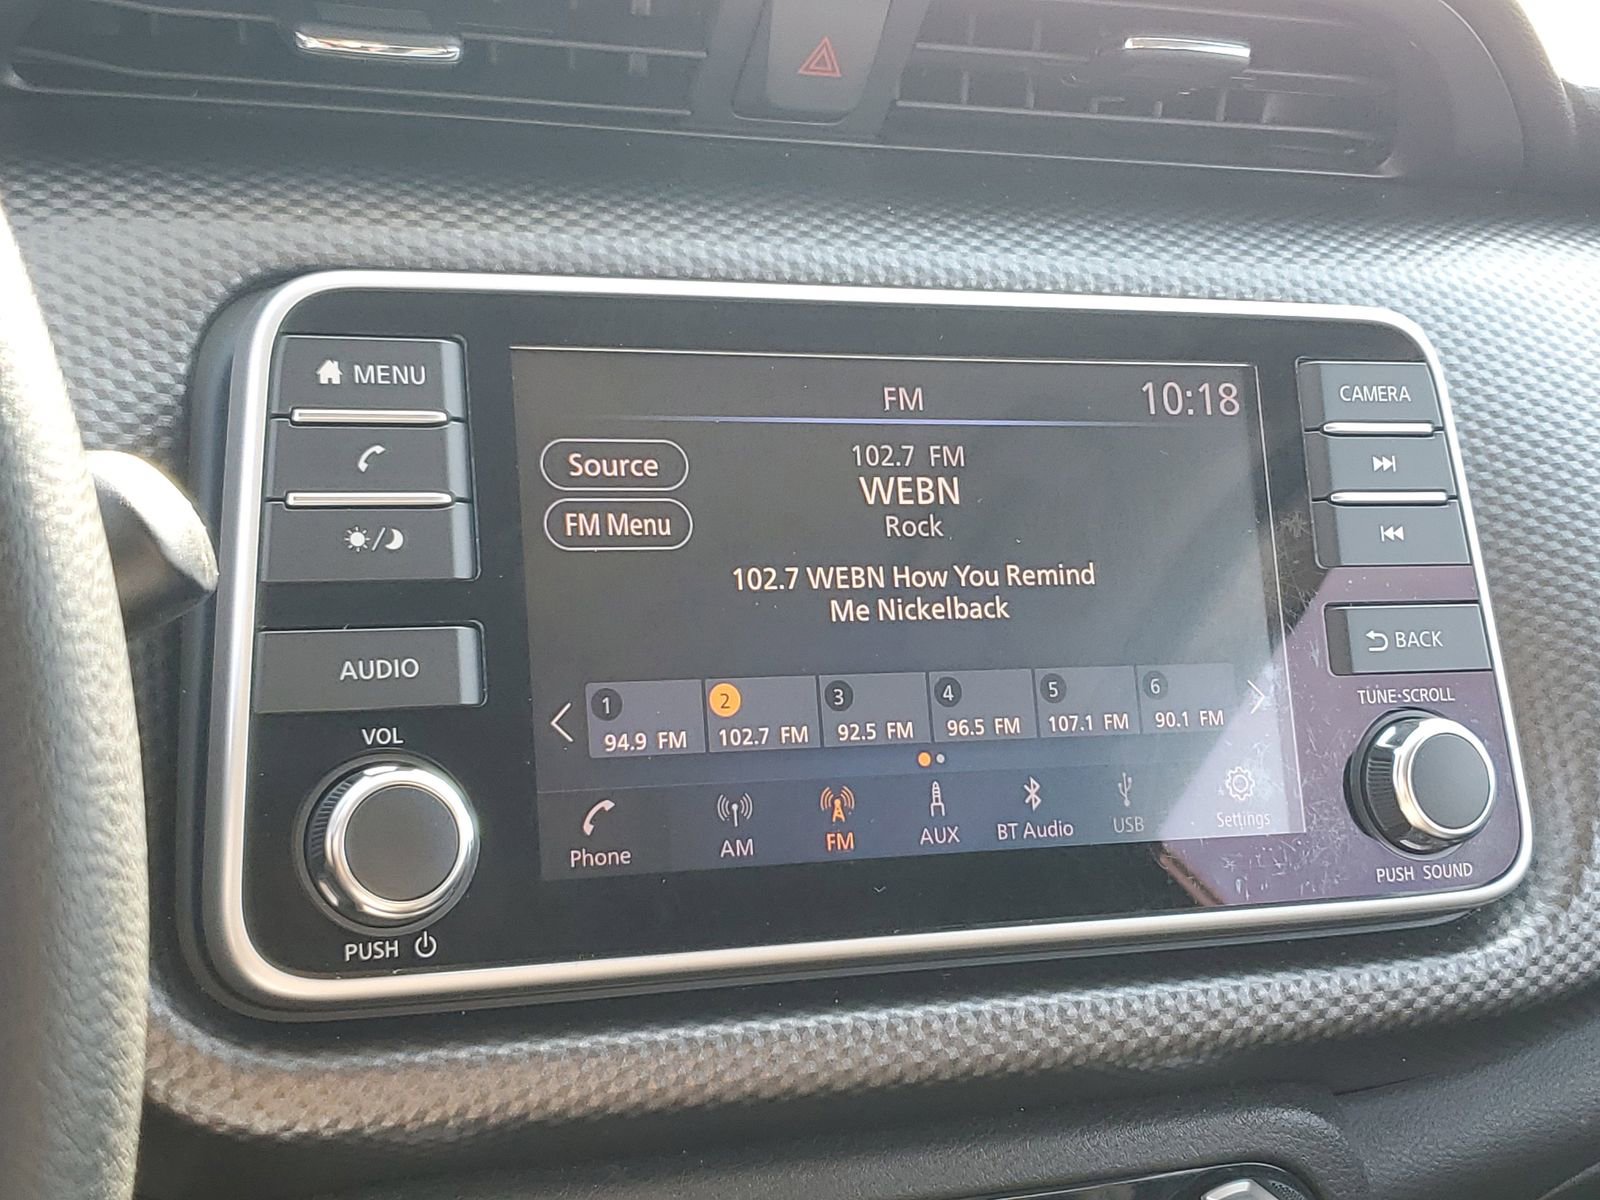 MENU
AUDIO
VOL
PUSH
FM
10:18
Source
FM Menu
102.7 FM
WEBN
Rock
102.7 WEBN How You Remind
Me Nickelback
1 2 3 4 5 6
94.9 FM 102.7 FM 92.5 FM 96.5 FM 107.1 FM 90.1 FM
Phone AM FM AUX BT Audio USB Settings
CAMERA
BACK
TUNE·SCROLL
PUSH SOUND